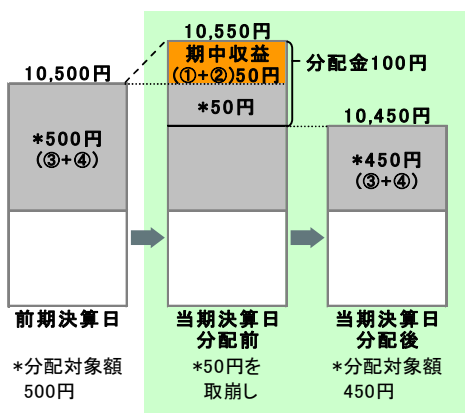 10,550円
期中収益
(①+②)50円
分配金100円
10,500円
*50円
10,450円
*500円
(③+④)
*450円
(③+④)
前期決算日
当期決算日
分配前
当期決算日
分配後
*分配対象額
500円
*50円を
取崩し
*分配対象額
450円